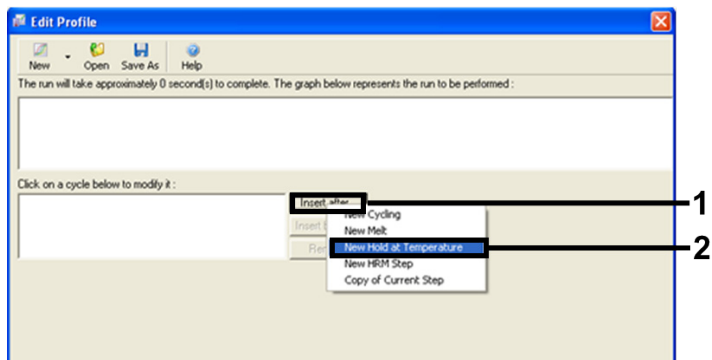 Edit Profile
New Open Save As Help
The run will take approximately 0 second(s) to complete. The graph below represents the run to be performed :
Click on a cycle below to modify it :
Insert after... 1
New Cycling
Insert
New Melt
New Hold at Temperature 2
New HRM Step
Copy of Current Step